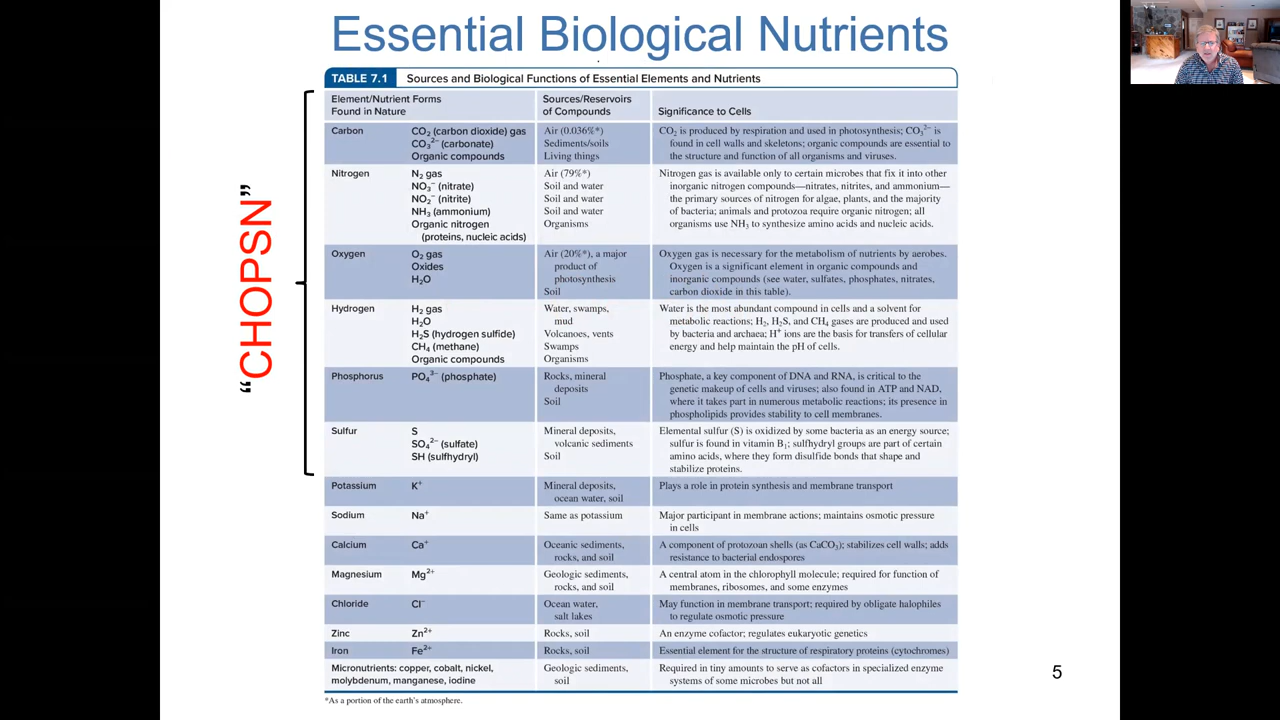 Essential Biological Nutrients
TABLE 7.1 Sources and Biological Functions of Essential Elements and Nutrients
Element/Nutrient Forms Found in Nature
Sources/Reservoirs of Compounds
Significance to Cells
"CHOPSN"
Carbon
CO₂ (carbon dioxide) gas
CO₃²⁻ (carbonate)
Organic compounds
Air (0.036%*)
Sediments/soils
Living things
CO₂ is produced by respiration and used in photosynthesis; CO₃²⁻ is
found in cell walls and skeletons; organic compounds are essential to
the structure and function of all organisms and viruses.
Nitrogen
N₂ gas
NO₃⁻ (nitrate)
NO₂⁻ (nitrite)
NH₃ (ammonium)
Organic nitrogen
(proteins, nucleic acids)
Air (79%*)
Soil and water
Soil and water
Soil and water
Organisms
Nitrogen gas is available only to certain microbes that fix it into other
inorganic nitrogen compounds—nitrates, nitrites, and ammonium—
the primary sources of nitrogen for algae, plants, and the majority
of bacteria; animals and protozoa require organic nitrogen; all
organisms use NH₃ to synthesize amino acids and nucleic acids.
Oxygen
O₂ gas
Oxides
H₂O
Air (20%*), a major
product of
photosynthesis
Soil
Oxygen gas is necessary for the metabolism of nutrients by aerobes.
Oxygen is a significant element in organic compounds and
inorganic compounds (see water, sulfates, phosphates, nitrates,
carbon dioxide in this table).
Hydrogen
H₂ gas
H₂O
H₂S (hydrogen sulfide)
CH₄ (methane)
Organic compounds
Water, swamps,
mud
Volcanoes, vents
Swamps
Organisms
Water is the most abundant compound in cells and a solvent for
metabolic reactions; H₂, H₂S, and CH₄ gases are produced and used
by bacteria and archaea; H⁺ ions are the basis for transfers of cellular
energy and help maintain the pH of cells.
Phosphorus
PO₄³⁻ (phosphate)
Rocks, mineral
deposits
Soil
Phosphate, a key component of DNA and RNA, is critical to the
genetic makeup of cells and viruses; also found in ATP and NAD,
where it takes part in numerous metabolic reactions; its presence in
phospholipids provides stability to cell membranes.
Sulfur
S
SO₄²⁻ (sulfate)
SH (sulfhydryl)
Mineral deposits,
volcanic sediments
Soil
Elemental sulfur (S) is oxidized by some bacteria as an energy source;
sulfur is found in vitamin B₁; sulfhydryl groups are part of certain
amino acids, where they form disulfide bonds that shape and
stabilize proteins.
Potassium
K⁺
Mineral deposits,
ocean water, soil
Plays a role in protein synthesis and membrane transport
Sodium
Na⁺
Same as potassium
Major participant in membrane actions; maintains osmotic pressure
in cells
Calcium
Ca⁺
Oceanic sediments,
rocks, and soil
A component of protozoan shells (as CaCO₃); stabilizes cell walls; adds
resistance to bacterial endospores
Magnesium
Mg²⁺
Geologic sediments,
rocks, and soil
A central atom in the chlorophyll molecule; required for function of
membranes, ribosomes, and some enzymes
Chloride
Cl⁻
Ocean water,
salt lakes
May function in membrane transport; required by obligate halophiles
to regulate osmotic pressure
Zinc
Zn²⁺
Rocks, soil
An enzyme cofactor; regulates eukaryotic genetics
Iron
Fe²⁺
Rocks, soil
Essential element for the structure of respiratory proteins (cytochromes)
Micronutrients: copper, cobalt, nickel,
molybdenum, manganese, iodine
Geologic sediments,
soil
Required in tiny amounts to serve as cofactors in specialized enzyme
systems of some microbes but not all
*As a portion of the earth's atmosphere.
5